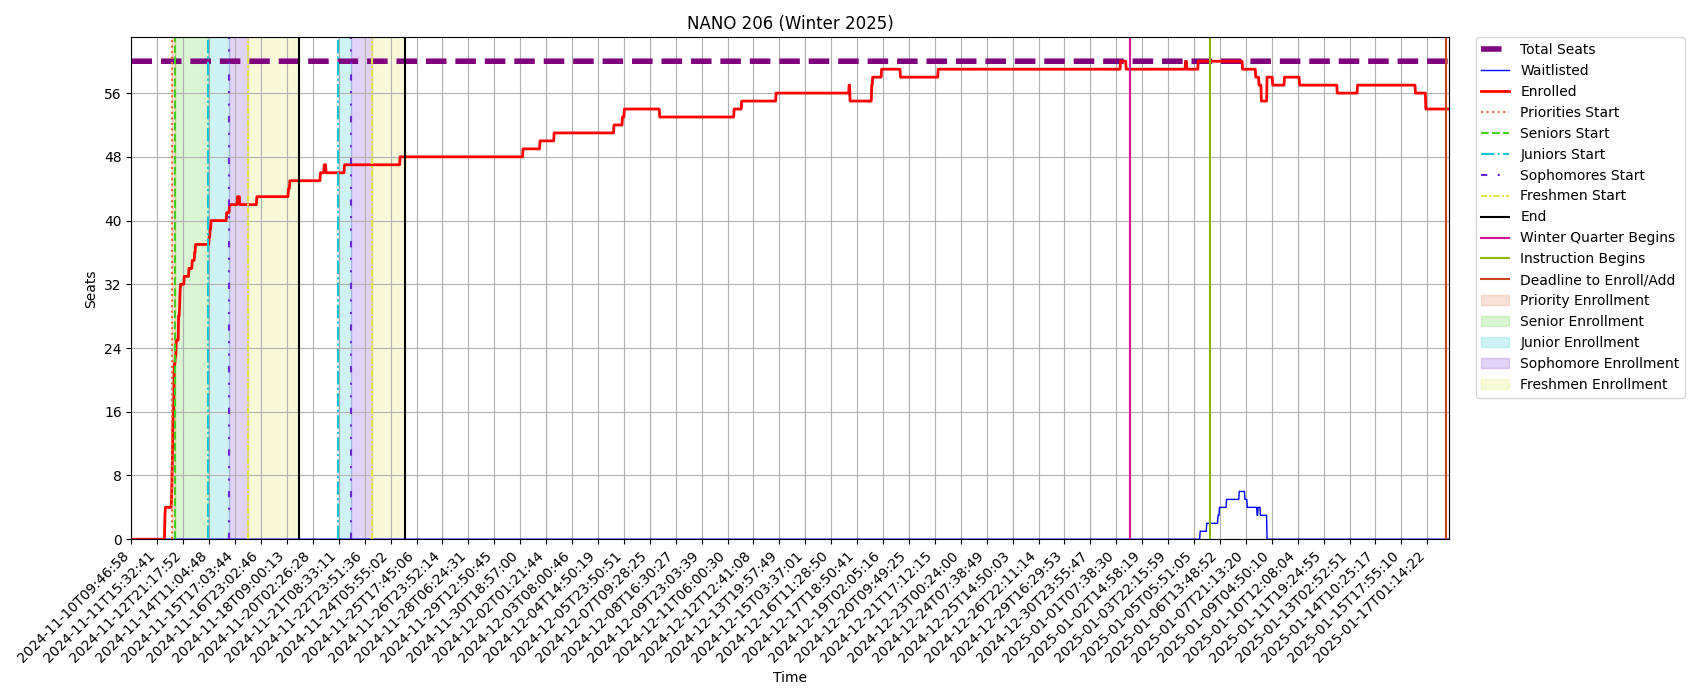 NANO 206 (Winter 2025)
Total Seats
Waitlisted
Enrolled
Priorities Start
Seniors Start
Juniors Start
Sophomores Start
Freshmen Start
End
Winter Quarter Begins
Instruction Begins
Deadline to Enroll/Add
Priority Enrollment
Senior Enrollment
Junior Enrollment
Sophomore Enrollment
Freshmen Enrollment
Seats
56
48
40
32
24
16
8
0
2024-11-10T09:46:58
2024-11-11T15:32:41
2024-11-12T21:17:52
2024-11-14T11:04:48
2024-11-15T17:03:44
2024-11-16T23:02:46
2024-11-18T09:00:13
2024-11-20T02:26:28
2024-11-21T08:33:11
2024-11-22T23:51:36
2024-11-24T05:55:02
2024-11-25T17:45:06
2024-11-26T23:52:14
2024-11-28T06:24:31
2024-11-29T12:50:45
2024-11-30T18:57:00
2024-12-02T01:21:44
2024-12-03T08:00:46
2024-12-04T14:50:19
2024-12-05T23:50:51
2024-12-07T09:28:25
2024-12-08T16:30:27
2024-12-09T23:03:39
2024-12-11T06:00:30
2024-12-12T12:41:08
2024-12-13T19:57:49
2024-12-15T03:37:01
2024-12-16T11:28:50
2024-12-17T18:50:41
2024-12-19T02:05:16
2024-12-20T09:49:25
2024-12-21T17:12:15
2024-12-23T00:24:00
2024-12-24T07:38:49
2024-12-25T14:50:03
2024-12-26T22:11:14
2024-12-29T16:29:53
2024-12-30T23:55:47
2025-01-01T07:38:30
2025-01-02T14:58:19
2025-01-03T22:15:59
2025-01-05T05:51:05
2025-01-06T13:48:52
2025-01-07T21:13:20
2025-01-09T04:50:16
2025-01-10T12:08:04
2025-01-11T19:24:55
2025-01-13T02:52:51
2025-01-14T10:25:17
2025-01-15T17:55:10
2025-01-17T01:14:22
Time